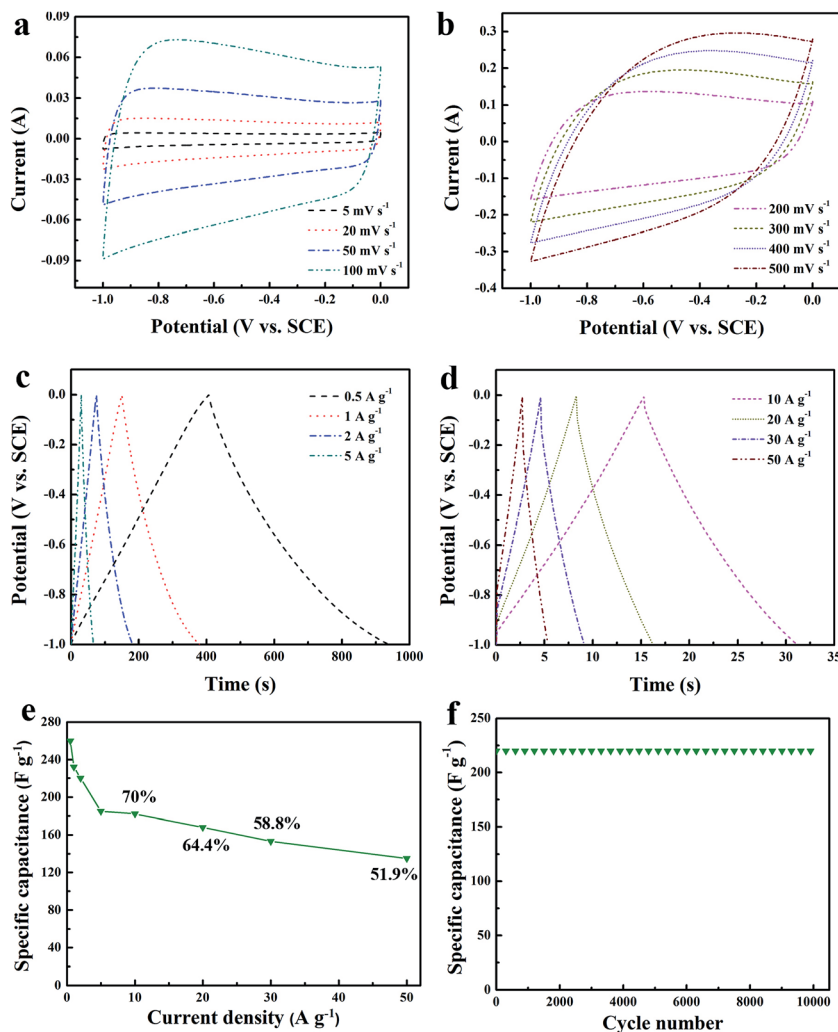 a
0.09
0.06
0.03
0.00
-0.03
-0.06
-0.09
Current (A)
5 mV s⁻¹
20 mV s⁻¹
50 mV s⁻¹
100 mV s⁻¹
-1.0 -0.8 -0.6 -0.4 -0.2 0.0
Potential (V vs. SCE)
b
0.3
0.2
0.1
0.0
-0.1
-0.2
-0.3
-0.4
Current (A)
200 mV s⁻¹
300 mV s⁻¹
400 mV s⁻¹
500 mV s⁻¹
-1.0 -0.8 -0.6 -0.4 -0.2 0.0
Potential (V vs. SCE)
c
0.0
-0.2
-0.4
-0.6
-0.8
-1.0
Potential (V vs. SCE)
0.5 A g⁻¹
1 A g⁻¹
2 A g⁻¹
5 A g⁻¹
0 200 400 600 800 1000
Time (s)
d
0.0
-0.2
-0.4
-0.6
-0.8
-1.0
Potential (V vs. SCE)
10 A g⁻¹
20 A g⁻¹
30 A g⁻¹
50 A g⁻¹
0 5 10 15 20 25 30 35
Time (s)
e
280
240
200
160
120
80
40
0
Specific capacitance (F g⁻¹)
70%
64.4%
58.8%
51.9%
0 10 20 30 40 50
Current density (A g⁻¹)
f
250
225
200
175
150
125
100
75
50
25
0
Specific capacitance (F g⁻¹)
0 2000 4000 6000 8000 10000
Cycle number